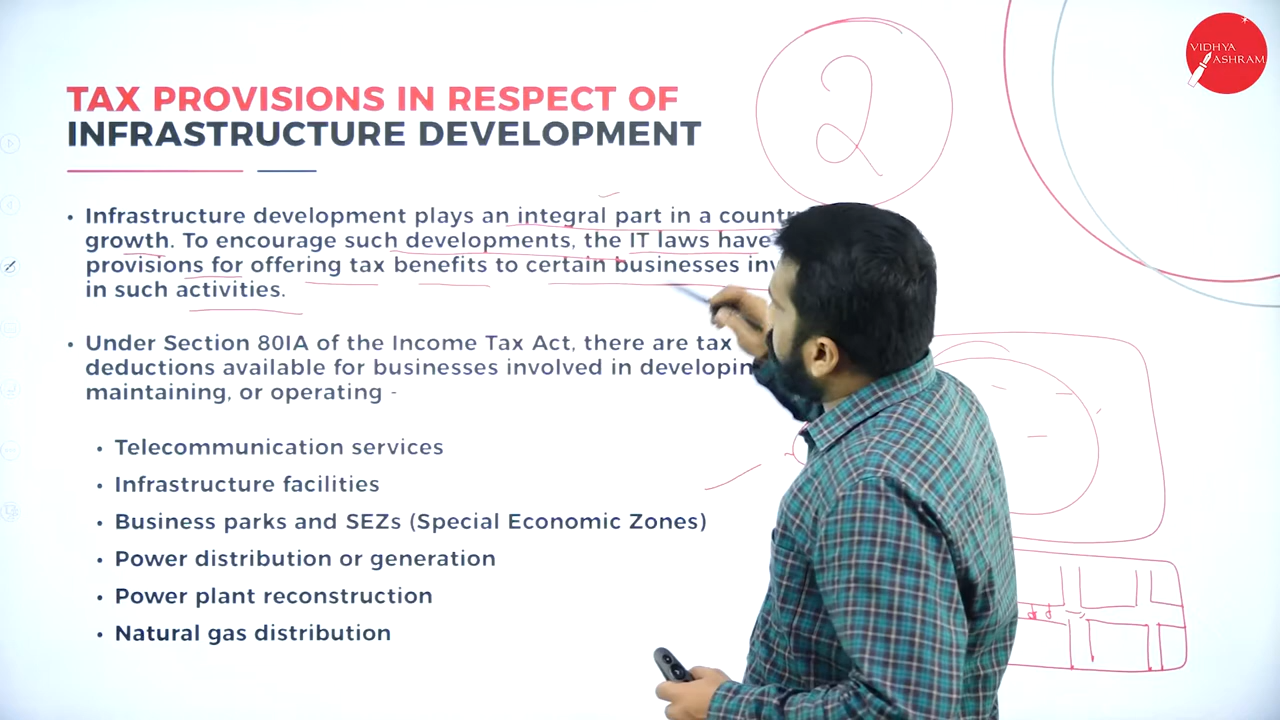 VIDHYA
ASHRAM
2
TAX PROVISIONS IN RESPECT OF
INFRASTRUCTURE DEVELOPMENT
• Infrastructure development plays an integral part in a
growth. To encourage such developments, the IT laws have
provisions for offering tax benefits to certain businesses
in such activities.
• Under Section 80IA of the Income Tax Act, there are tax
deductions available for businesses involved in
maintaining, or operating -
• Telecommunication services
• Infrastructure facilities
• Business parks and SEZs (Special Economic Zones)
• Power distribution or generation
• Power plant reconstruction
• Natural gas distribution